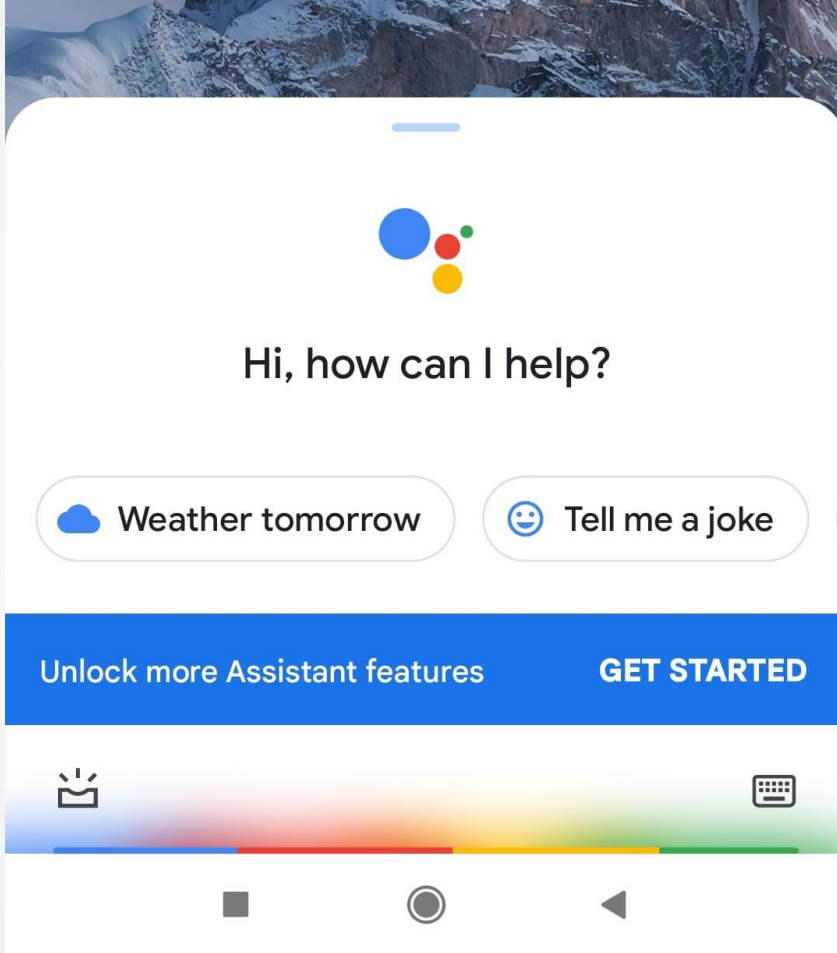 Hi, how can I help?
Weather tomorrow
Tell me a joke
Unlock more Assistant features
GET STARTED